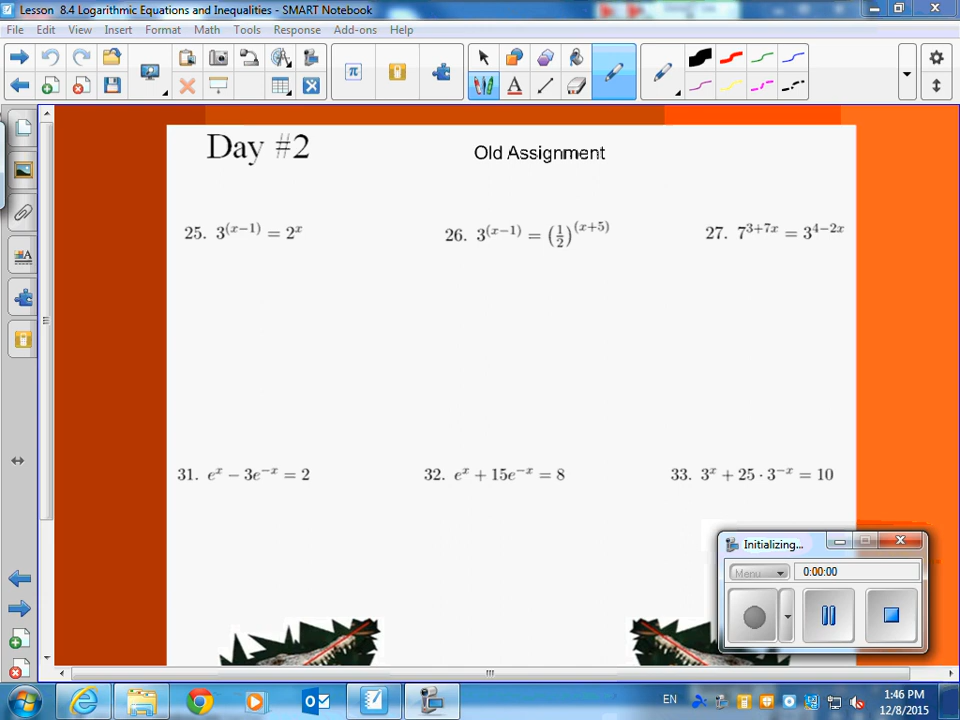 Lesson 8.4 Logarithmic Equations and Inequalities - SMART Notebook
File Edit View Insert Format Math Tools Response Add-ons Help
Day #2
Old Assignment
25. 3^(x−1) = 2^x
26. 3^(x−1) = (1/2)^(x+5)
27. 7^3+7x = 3^4−2x
31. e^x − 3e^−x = 2
32. e^x + 15e^−x = 8
33. 3^x + 25 · 3^−x = 10
Initializing...
Menu
0:00:00
EN
1:46 PM
12/8/2015